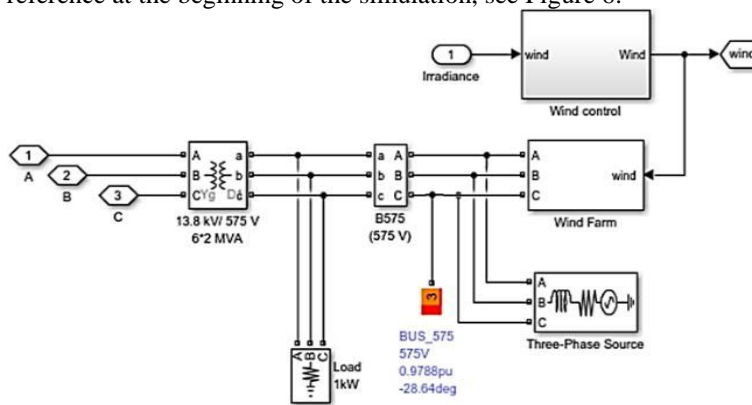 reference at the beginning of the simulation, see Figure 6.
1
Irradiance
wind
Wind
Wind control
wind
1
A
2
B
3
C
A
B
C
Yg
a
b
c
13.8 kV/ 575 V
6*2 MVA
a
b
c
A
B
C
B575
(575 V)
A
B
C
wind
Wind Farm
A
B
C
Three-Phase Source
3
BUS_575
575V
0.9788pu
-28.64deg
A
B
C
Load
1kW